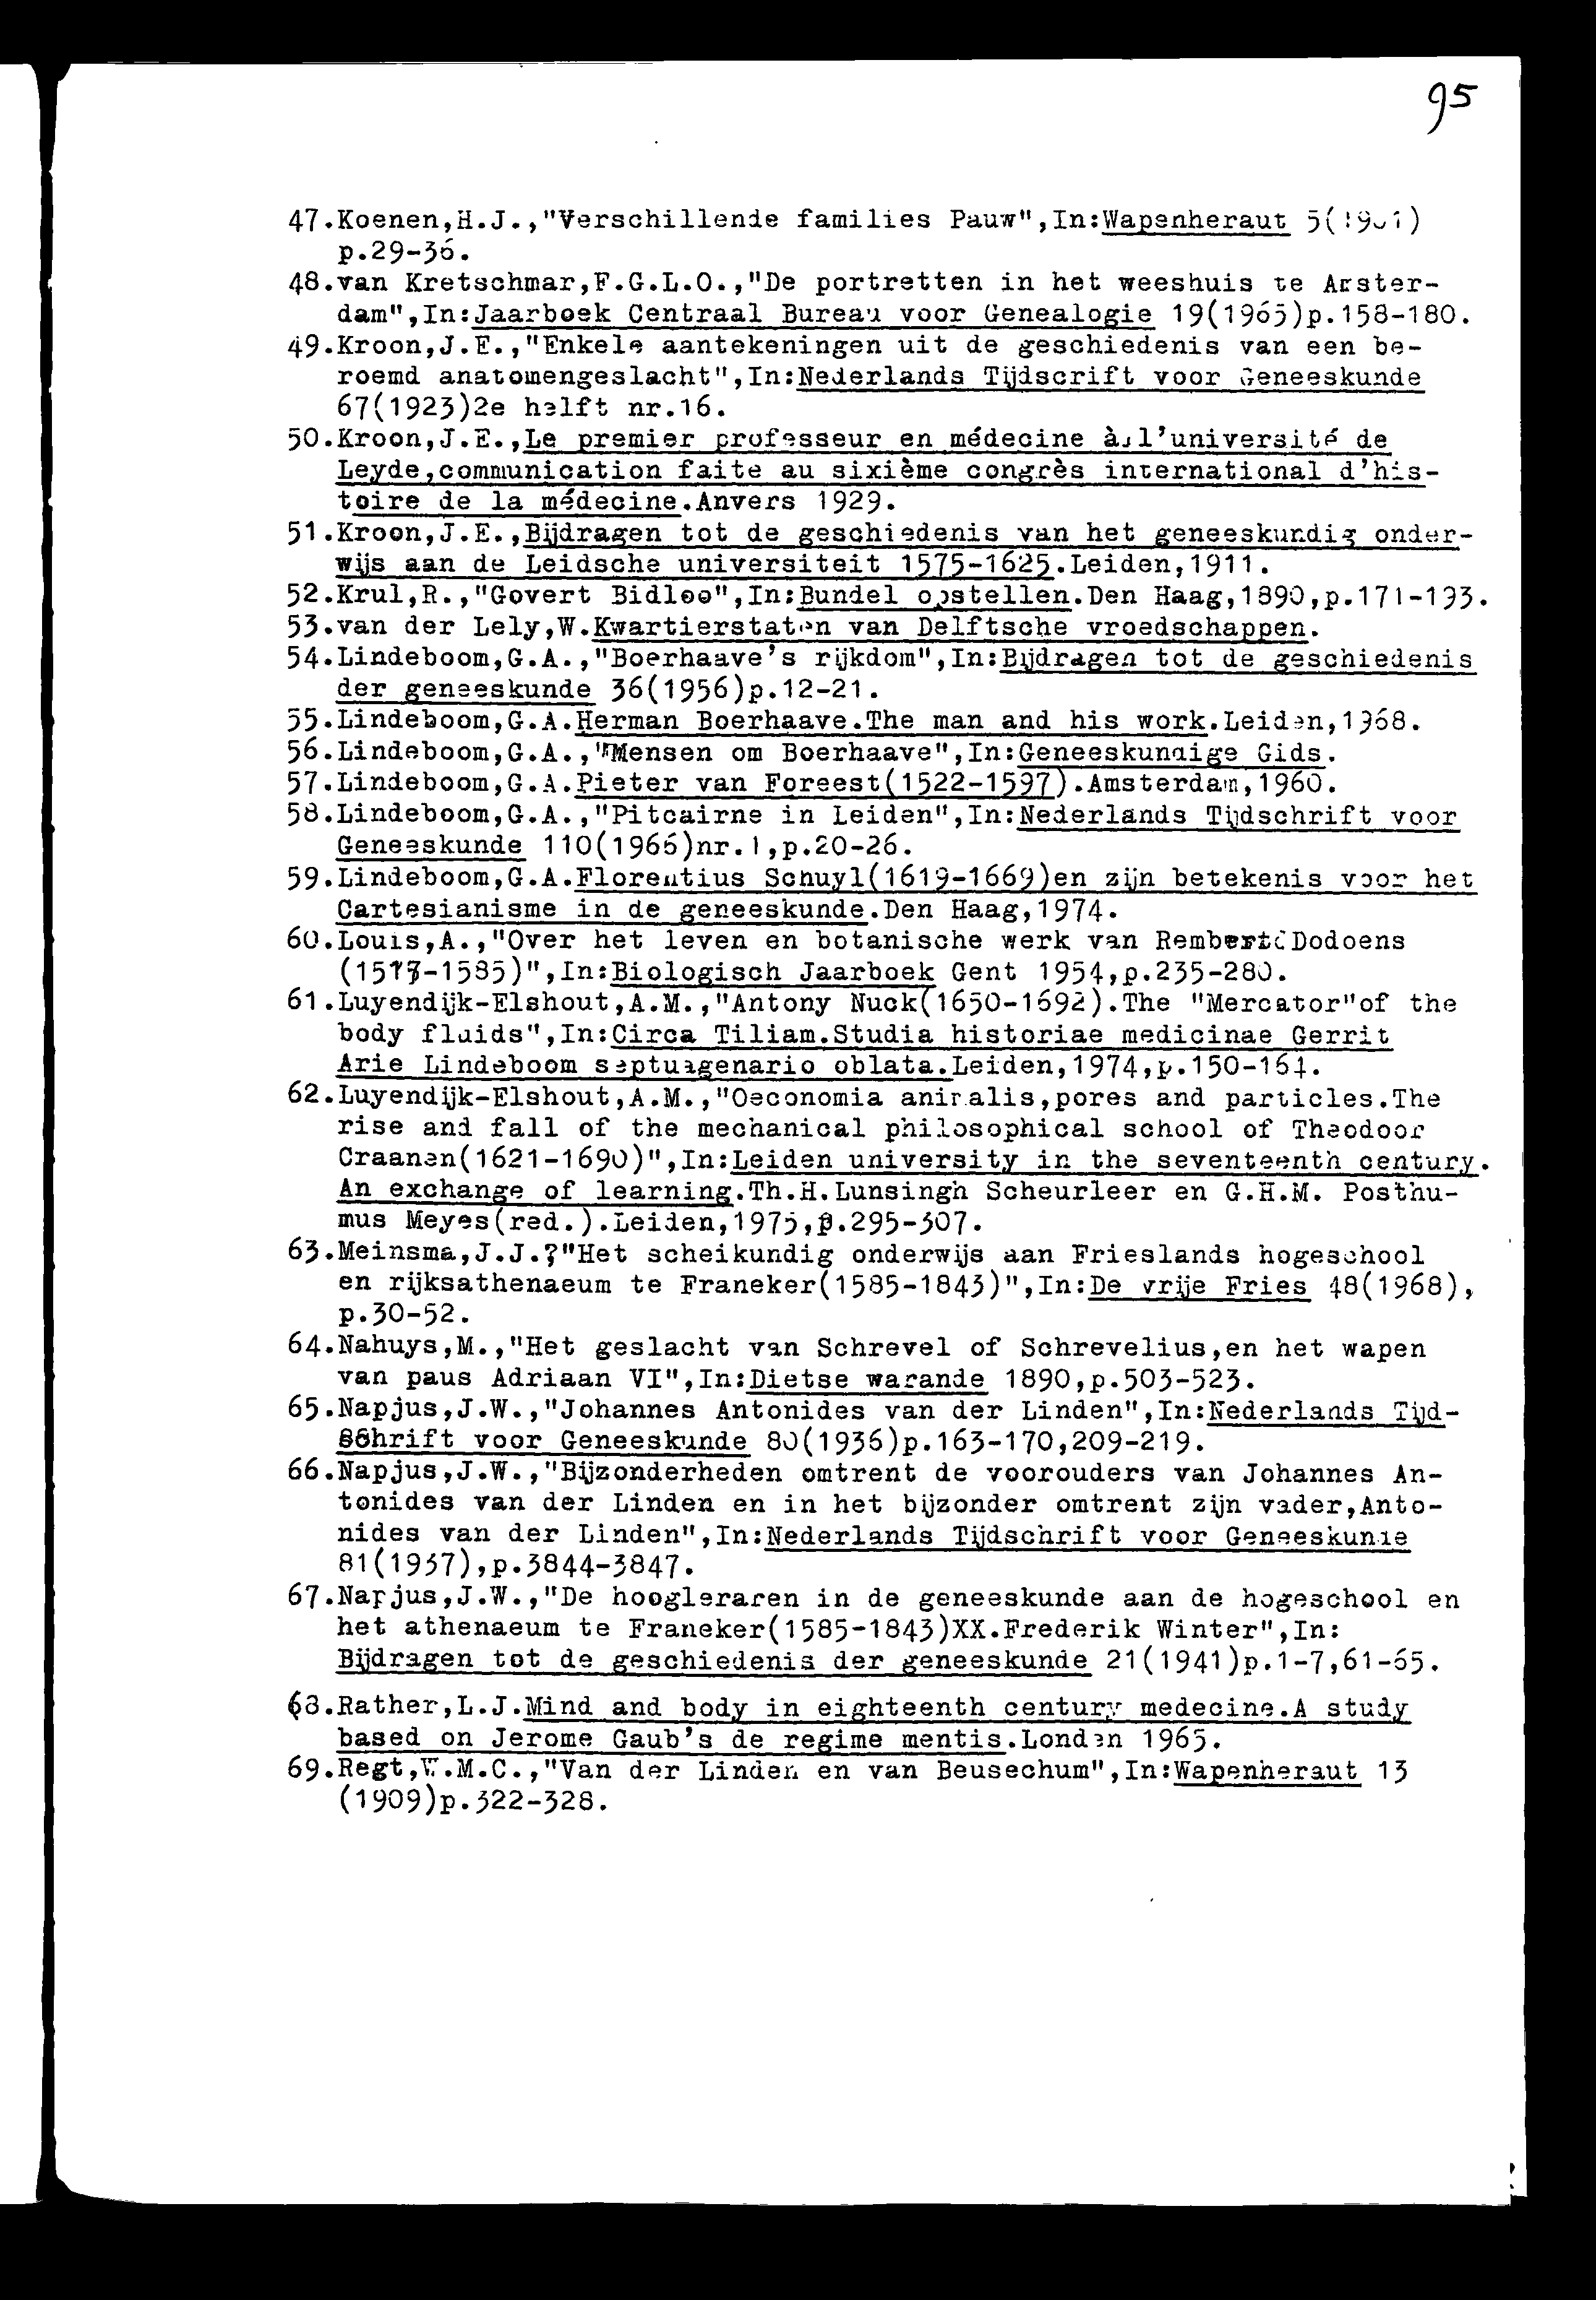 95
47.Koenen,H.J.,"Verschillende families Pauw",In:Wapenheraut 5(1901)
p.29-36.
48.van Kretschmar,F.G.L.O.,"De portretten in het weeshuis te Amster-
dam",In:Jaarboek Centraal Bureau voor Genealogie 19(1965)p.158-180.
49.Kroon,J.E.,"Enkele aantekeningen uit de geschiedenis van een be-
roemd anatomengeslacht",In:Nederlands Tijdscrift voor Geneeskunde
67(1923)2e helft nr.16.
50.Kroon,J.E.,Le premier professeur en médecine à l'université de
Leyde,communication faite au sixième congrès international d'his-
toire de la médecine.Anvers 1929.
51.Kroon,J.E.,Bijdragen tot de geschiedenis van het geneeskundig onder-
wijs aan de Leidsche universiteit 1575-1625.Leiden,1911.
52.Krul,R.,"Govert Bidloo",In:Bundel opstellen.Den Haag,1890,p.171-193.
53.van der Lely,W.Kwartierstaten van Delftsche vroedschappen.
54.Lindeboom,G.A.,"Boerhaave's rijkdom",In:Bijdragen tot de geschiedenis
der geneeskunde 36(1956)p.12-21.
55.Lindeboom,G.A.Herman Boerhaave.The man and his work.Leiden,1968.
56.Lindeboom,G.A.,"Mensen om Boerhaave",In:Geneeskundige Gids.
57.Lindeboom,G.A.Pieter van Foreest(1522-1597).Amsterdam,1960.
58.Lindeboom,G.A.,"Pitcairne in Leiden",In:Nederlands Tijdschrift voor
Geneeskunde 110(1966)nr.1,p.20-26.
59.Lindeboom,G.A.Florentius Schuyl(1619-1669)en zijn betekenis voor het
Cartesianisme in de geneeskunde.Den Haag,1974.
60.Louis,A.,"Over het leven en botanische werk van Rembert Dodoens
(1517-1585)",In:Biologisch Jaarboek Gent 1954,p.235-280.
61.Luyendijk-Elshout,A.M.,"Antony Nuck(1650-1692).The "Mercator"of the
body fluids",In:Circa Tiliam.Studia historiae medicinae Gerrit
Arie Lindeboom septuagenario oblata.Leiden,1974,p.150-164.
62.Luyendijk-Elshout,A.M.,"Oeconomia animalis,pores and particles.The
rise and fall of the mechanical philosophical school of Theodoor
Craanen(1621-1690)",In:Leiden university in the seventeenth century.
An exchange of learning.Th.H.Lunsingh Scheurleer en G.H.M. Posthu-
mus Meyes(red.).Leiden,1975,p.295-307.
63.Meinsma,J.J.,"Het scheikundig onderwijs aan Frieslands hogeschool
en rijksathenaeum te Franeker(1585-1843)",In:De vrije Fries 48(1968),
p.30-52.
64.Nahuys,M.,"Het geslacht van Schrevel of Schrevelius,en het wapen
van paus Adriaan VI",In:Dietse warande 1890,p.503-523.
65.Napjus,J.W.,"Johannes Antonides van der Linden",In:Nederlands Tijd-
schrift voor Geneeskunde 80(1936)p.163-170,209-219.
66.Napjus,J.W.,"Bijzonderheden omtrent de voorouders van Johannes An-
tonides van der Linden en in het bijzonder omtrent zijn vader,Anto-
nides van der Linden",In:Nederlands Tijdschrift voor Geneeskunde
81(1937),p.3844-3847.
67.Napjus,J.W.,"De hoogleraren in de geneeskunde aan de hogeschool en
het athenaeum te Franeker(1585-1843)XX.Frederik Winter",In:
Bijdragen tot de geschiedenis der geneeskunde 21(1941)p.1-7,61-65.
68.Rather,L.J.Mind and body in eighteenth century medecine.A study
based on Jerome Gaub's de regime mentis.Londen 1965.
69.Regt,W.M.C.,"Van der Linden en van Beusechum",In:Wapenheraut 13
(1909)p.322-328.